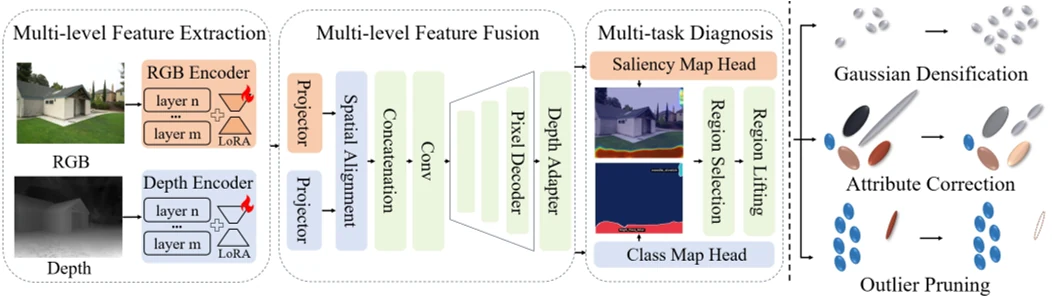 Multi-level Feature Extraction
RGB Encoder
layer n
...
layer m
LoRA
RGB
Depth Encoder
layer n
...
layer m
LoRA
Depth
Multi-level Feature Fusion
Projector
Projector
Spatial Alignment
Concatenation
Conv
Pixel Decoder
Depth Adapter
Multi-task Diagnosis
Saliency Map Head
Region Selection
Region Lifting
Class Map Head
Gaussian Densification
Attribute Correction
Outlier Pruning